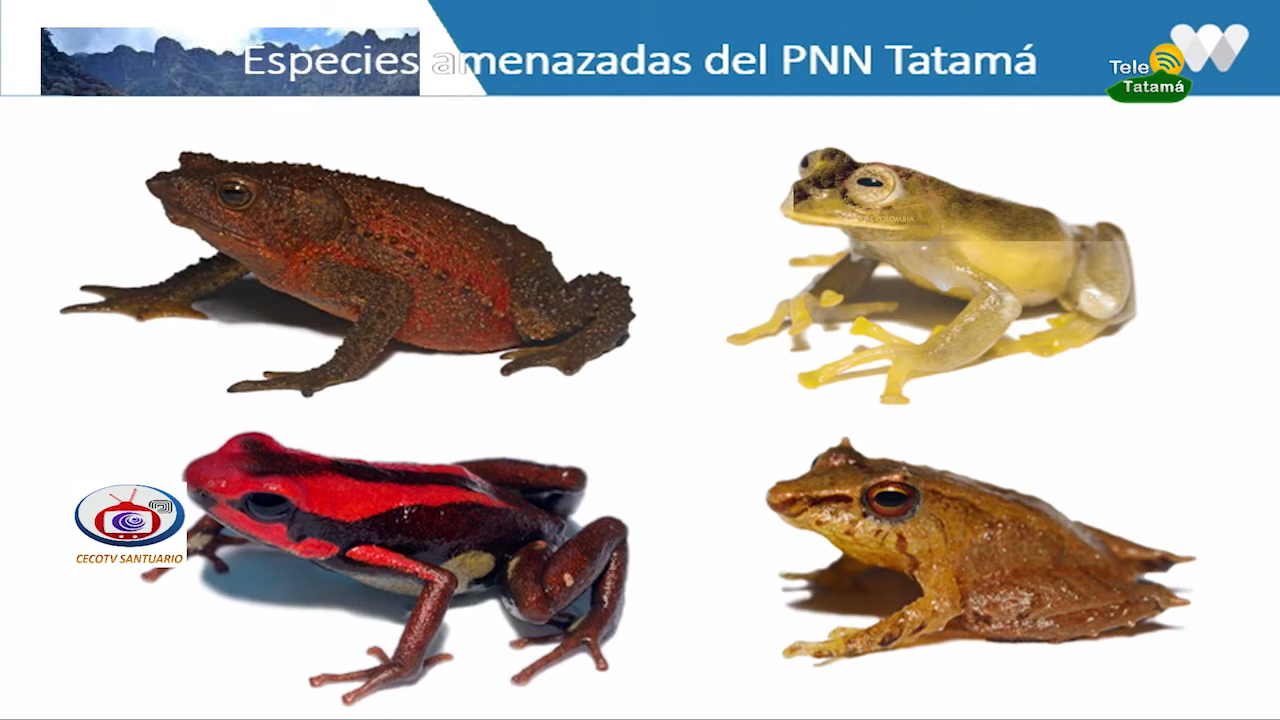 Especies amenazadas del PNN Tatamá
Tele
Tatamá
CECOTV SANTUARIO